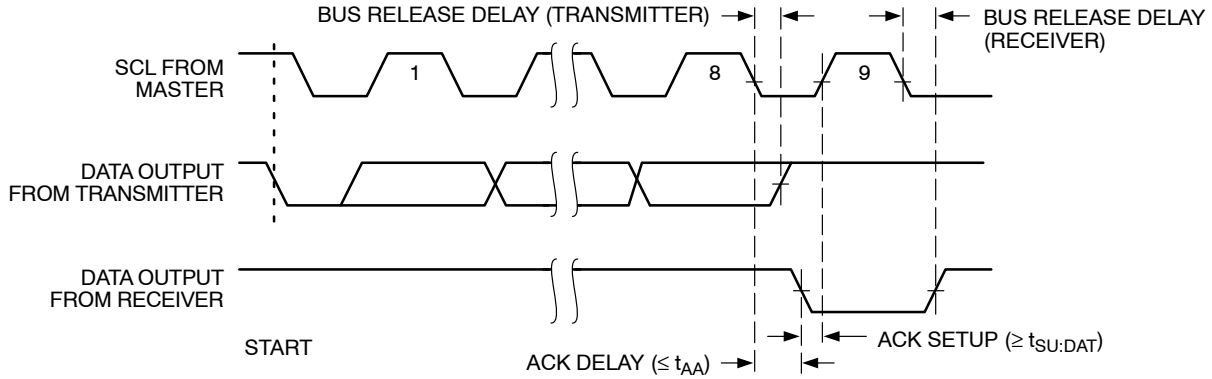 BUS RELEASE DELAY (TRANSMITTER)
BUS RELEASE DELAY
(RECEIVER)
SCL FROM
MASTER
1
8
9
DATA OUTPUT
FROM TRANSMITTER
DATA OUTPUT
FROM RECEIVER
START
ACK SETUP (≥ tSU:DAT)
ACK DELAY (≤ tAA)